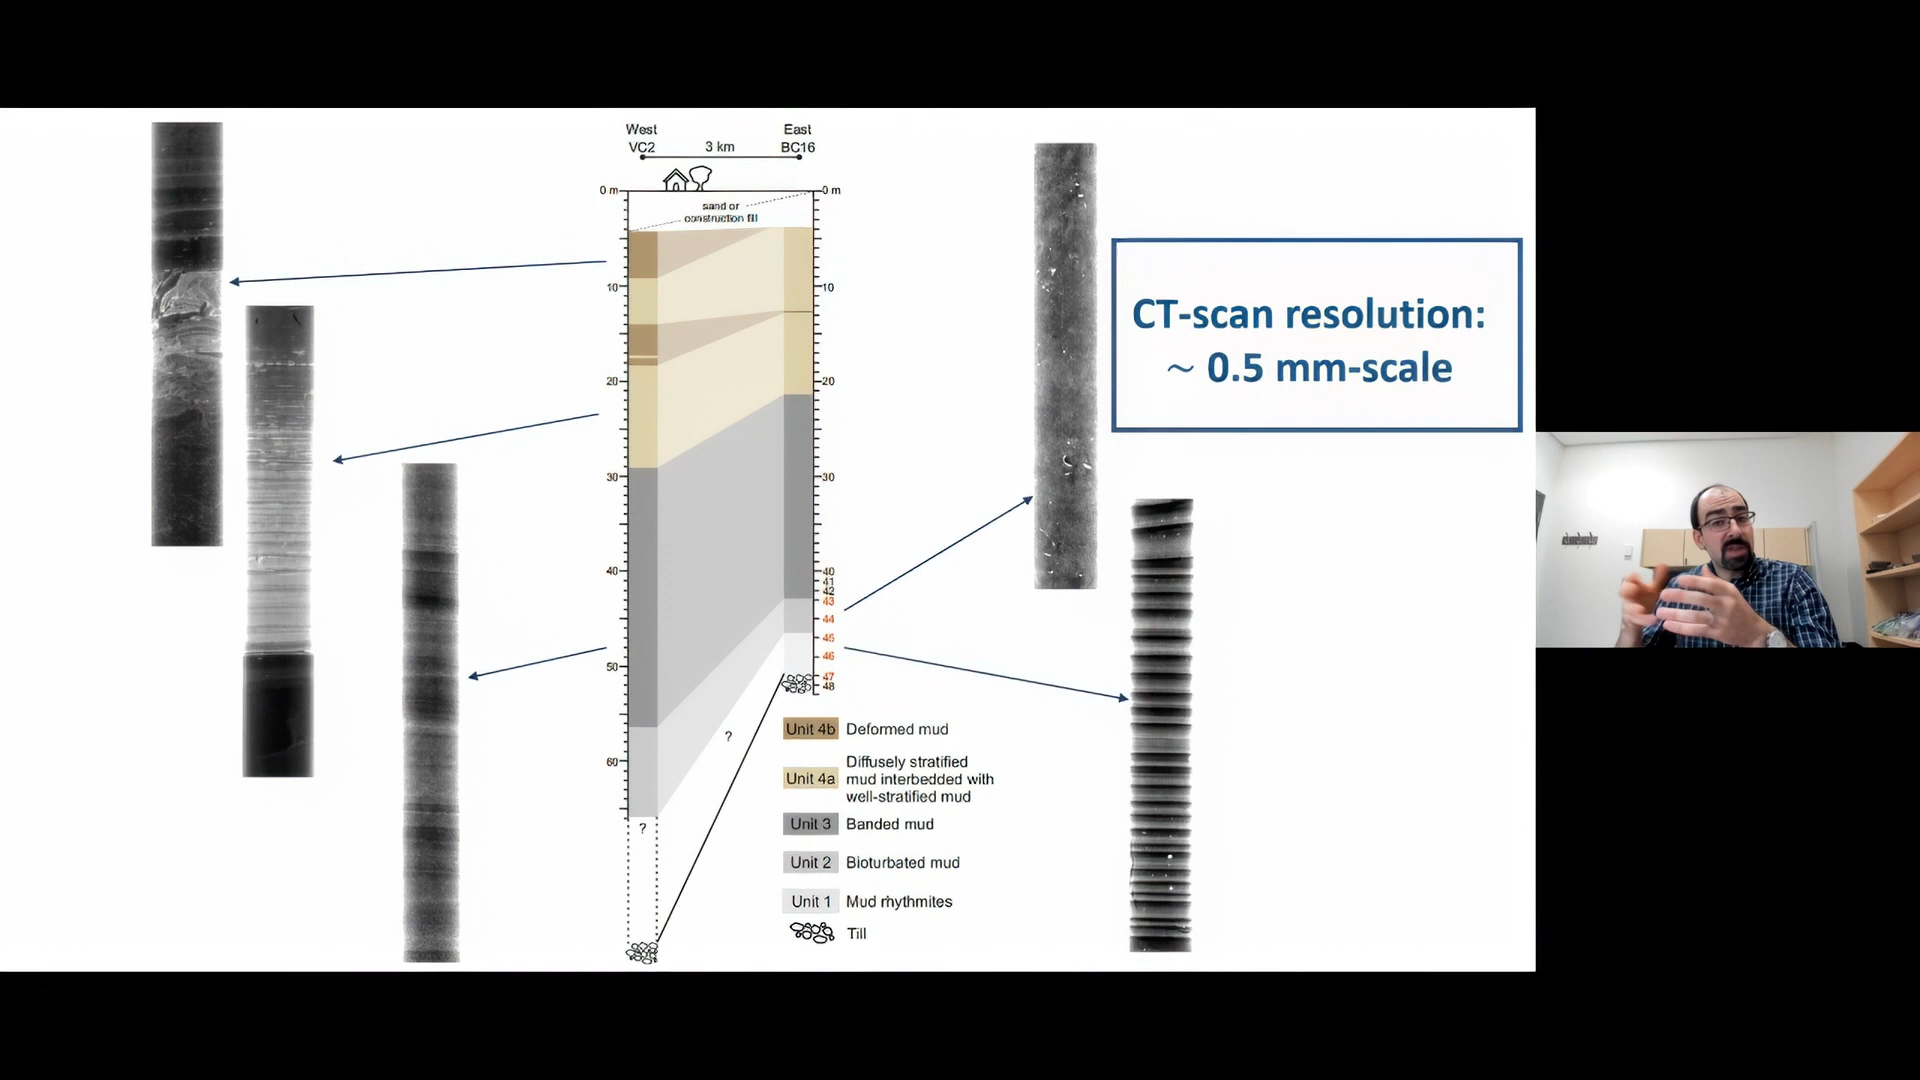 West
East
VC2
3 km
BC16
0 m
0 m
sand or
construction fill
10
10
20
20
30
30
40
40
41
42
43
44
45
46
47
48
50
60
?
?
CT-scan resolution:
~ 0.5 mm-scale
Unit 4b
Deformed mud
Unit 4a
Diffusely stratified
mud interbedded with
well-stratified mud
Unit 3
Banded mud
Unit 2
Bioturbated mud
Unit 1
Mud rhythmites
Till